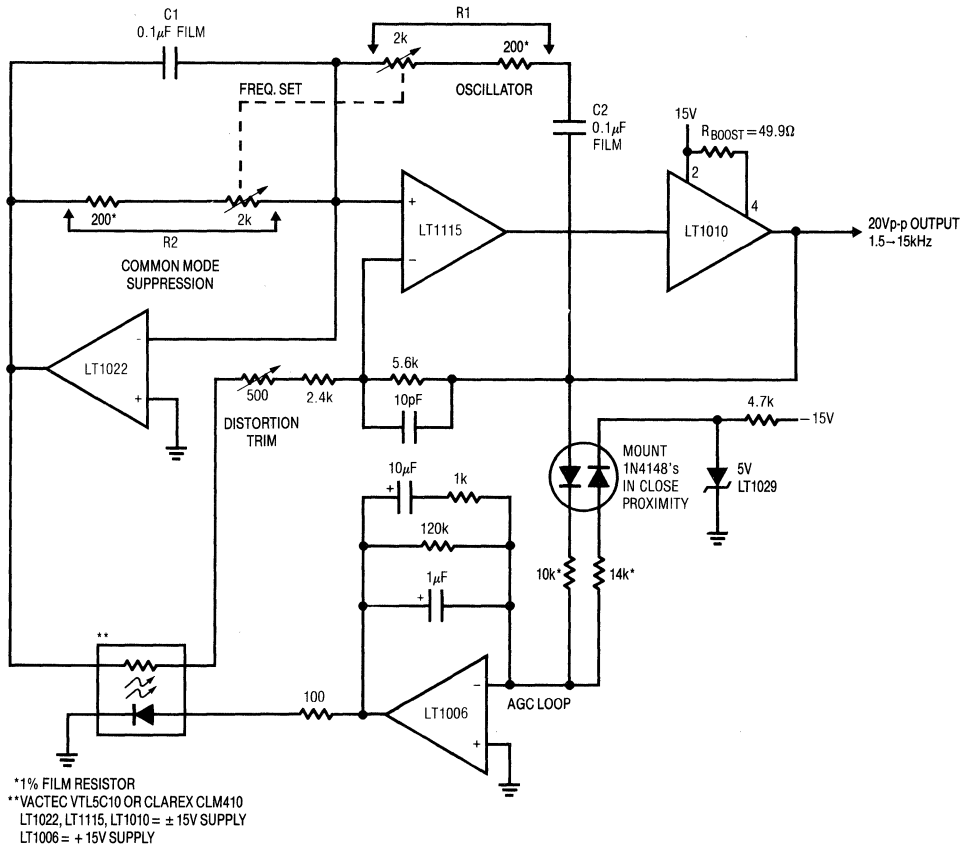 C1
0.1µF FILM
R1
2k
200*
FREQ. SET
OSCILLATOR
C2
0.1µF
FILM
15V
RBOOST = 49.9Ω
2
4
200*
2k
R2
COMMON MODE
SUPPRESSION
+
LT1115
–
LT1010
20Vp-p OUTPUT
1.5→15kHz
-
LT1022
+
500
DISTORTION
TRIM
2.4k
5.6k
10pF
4.7k
–15V
MOUNT
1N4148's
IN CLOSE
PROXIMITY
5V
LT1029
10µF
+
1k
120k
1µF
+
10k*
14k*
**
100
LT1006
–
+
AGC LOOP
*1% FILM RESISTOR
**VACTEC VTL5C10 OR CLAREX CLM410
LT1022, LT1115, LT1010 = ±15V SUPPLY
LT1006 = +15V SUPPLY